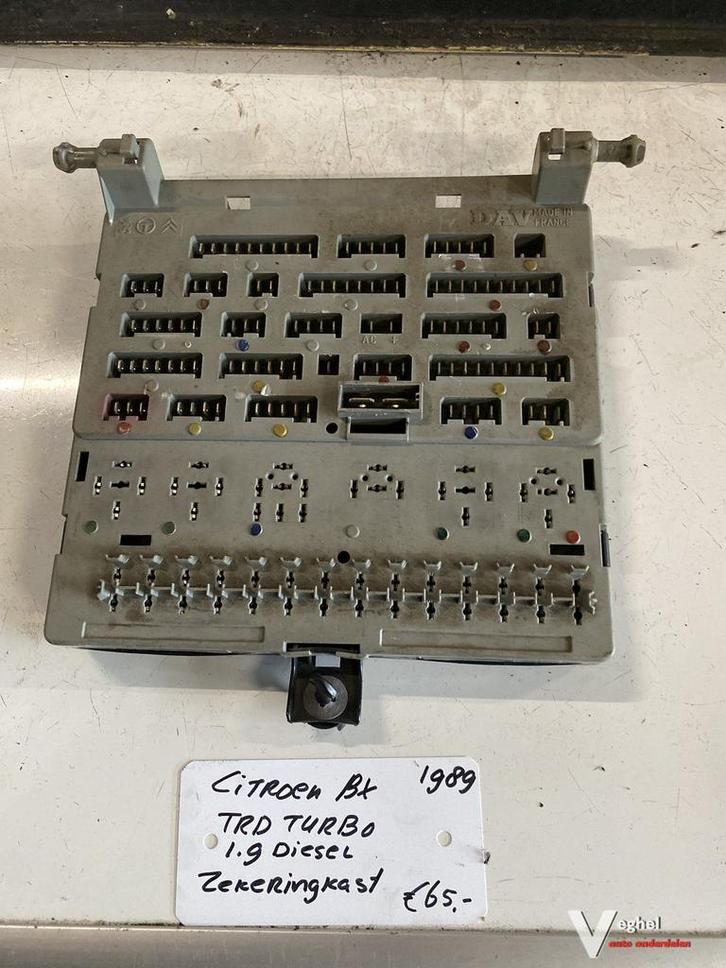 DAV MADE IN
FRANCE
AC +
CiTROEN BX 1989
TRD TURBO
1.9 DiESEL
ZEKERingkast €65,-
Veghel
auto onderdelen